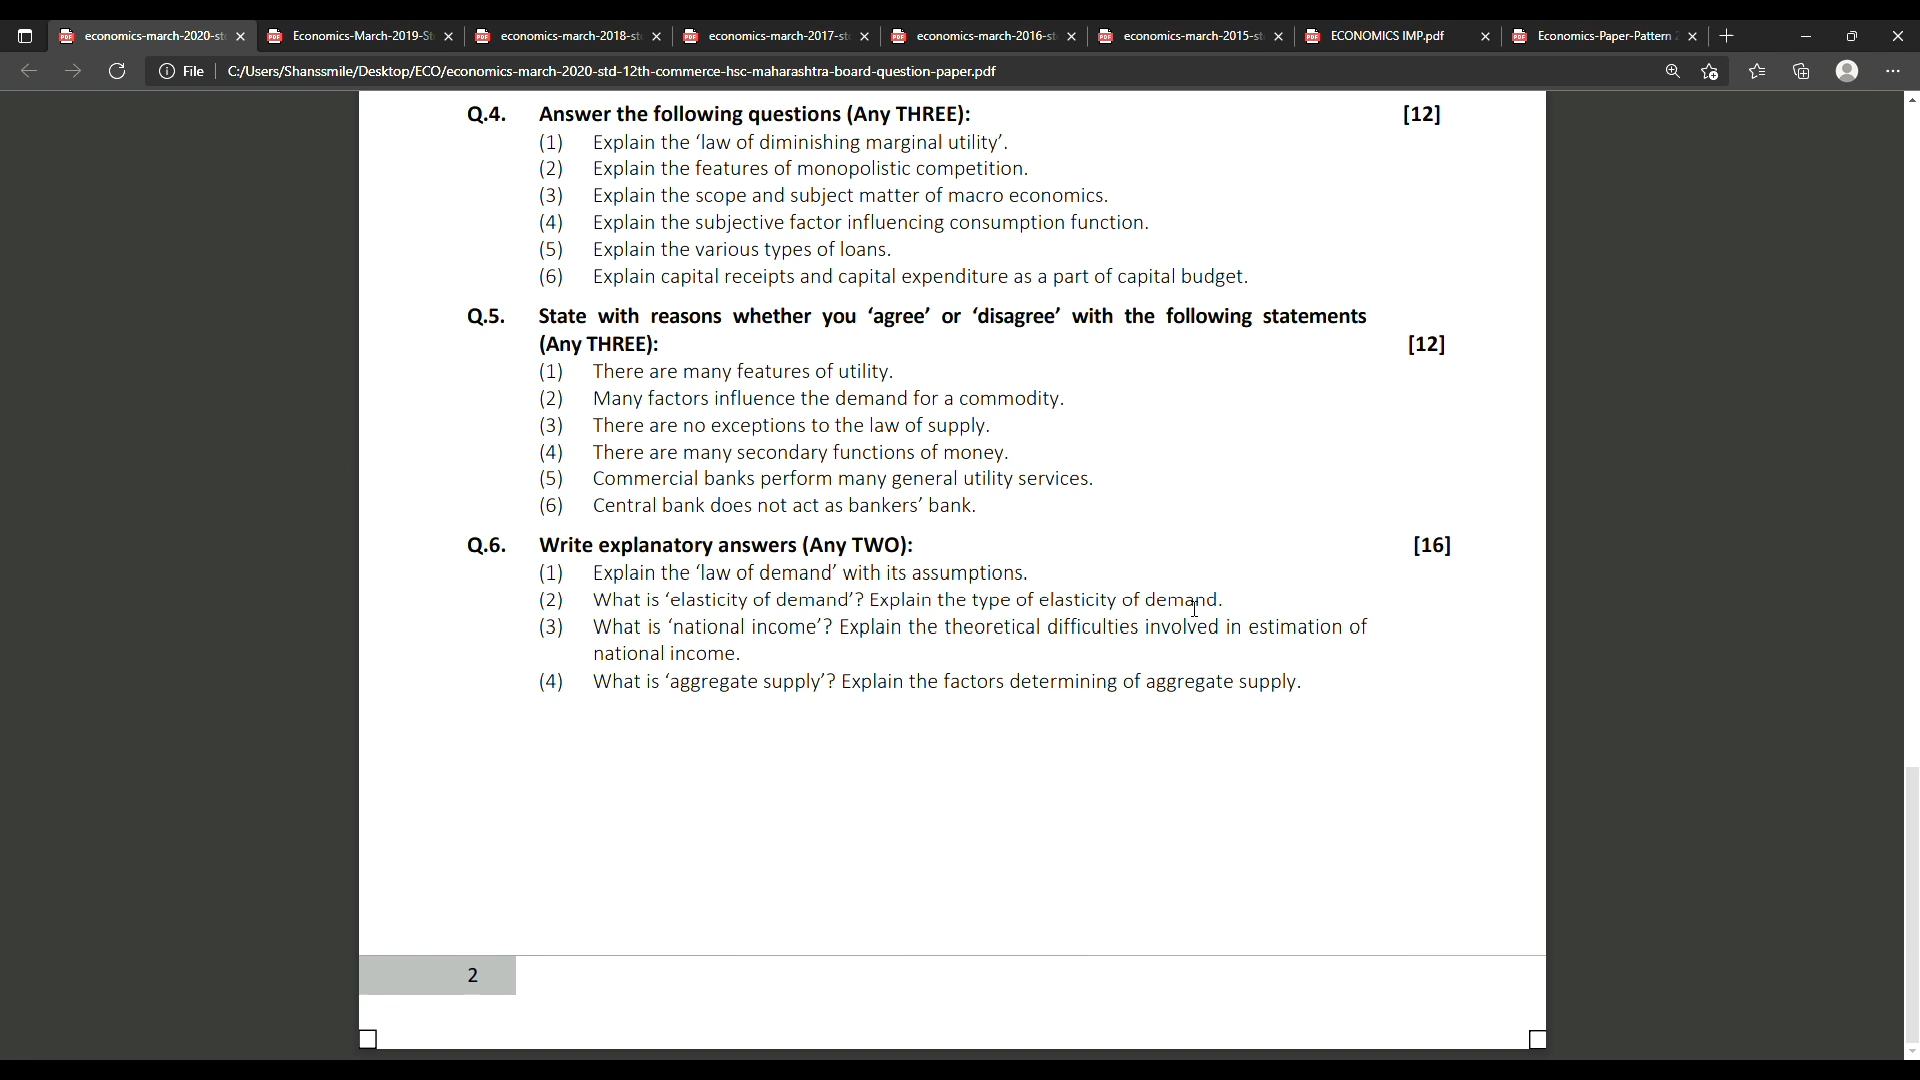 economics-march-2020-st
Economics-March-2019-St
economics-march-2018-st
economics-march-2017-st
economics-march-2016-st
economics-march-2015-st
ECONOMICS IMP.pdf
Economics-Paper-Pattern
File
C:/Users/Shanssmile/Desktop/ECO/economics-march-2020-std-12th-commerce-hsc-maharashtra-board-question-paper.pdf
Q.4. Answer the following questions (Any THREE): [12]
(1) Explain the ‘law of diminishing marginal utility’.
(2) Explain the features of monopolistic competition.
(3) Explain the scope and subject matter of macro economics.
(4) Explain the subjective factor influencing consumption function.
(5) Explain the various types of loans.
(6) Explain capital receipts and capital expenditure as a part of capital budget.
Q.5. State with reasons whether you ‘agree’ or ‘disagree’ with the following statements
(Any THREE): [12]
(1) There are many features of utility.
(2) Many factors influence the demand for a commodity.
(3) There are no exceptions to the law of supply.
(4) There are many secondary functions of money.
(5) Commercial banks perform many general utility services.
(6) Central bank does not act as bankers’ bank.
Q.6. Write explanatory answers (Any TWO): [16]
(1) Explain the ‘law of demand’ with its assumptions.
(2) What is ‘elasticity of demand’? Explain the type of elasticity of demand.
(3) What is ‘national income’? Explain the theoretical difficulties involved in estimation of
national income.
(4) What is ‘aggregate supply’? Explain the factors determining of aggregate supply.
2